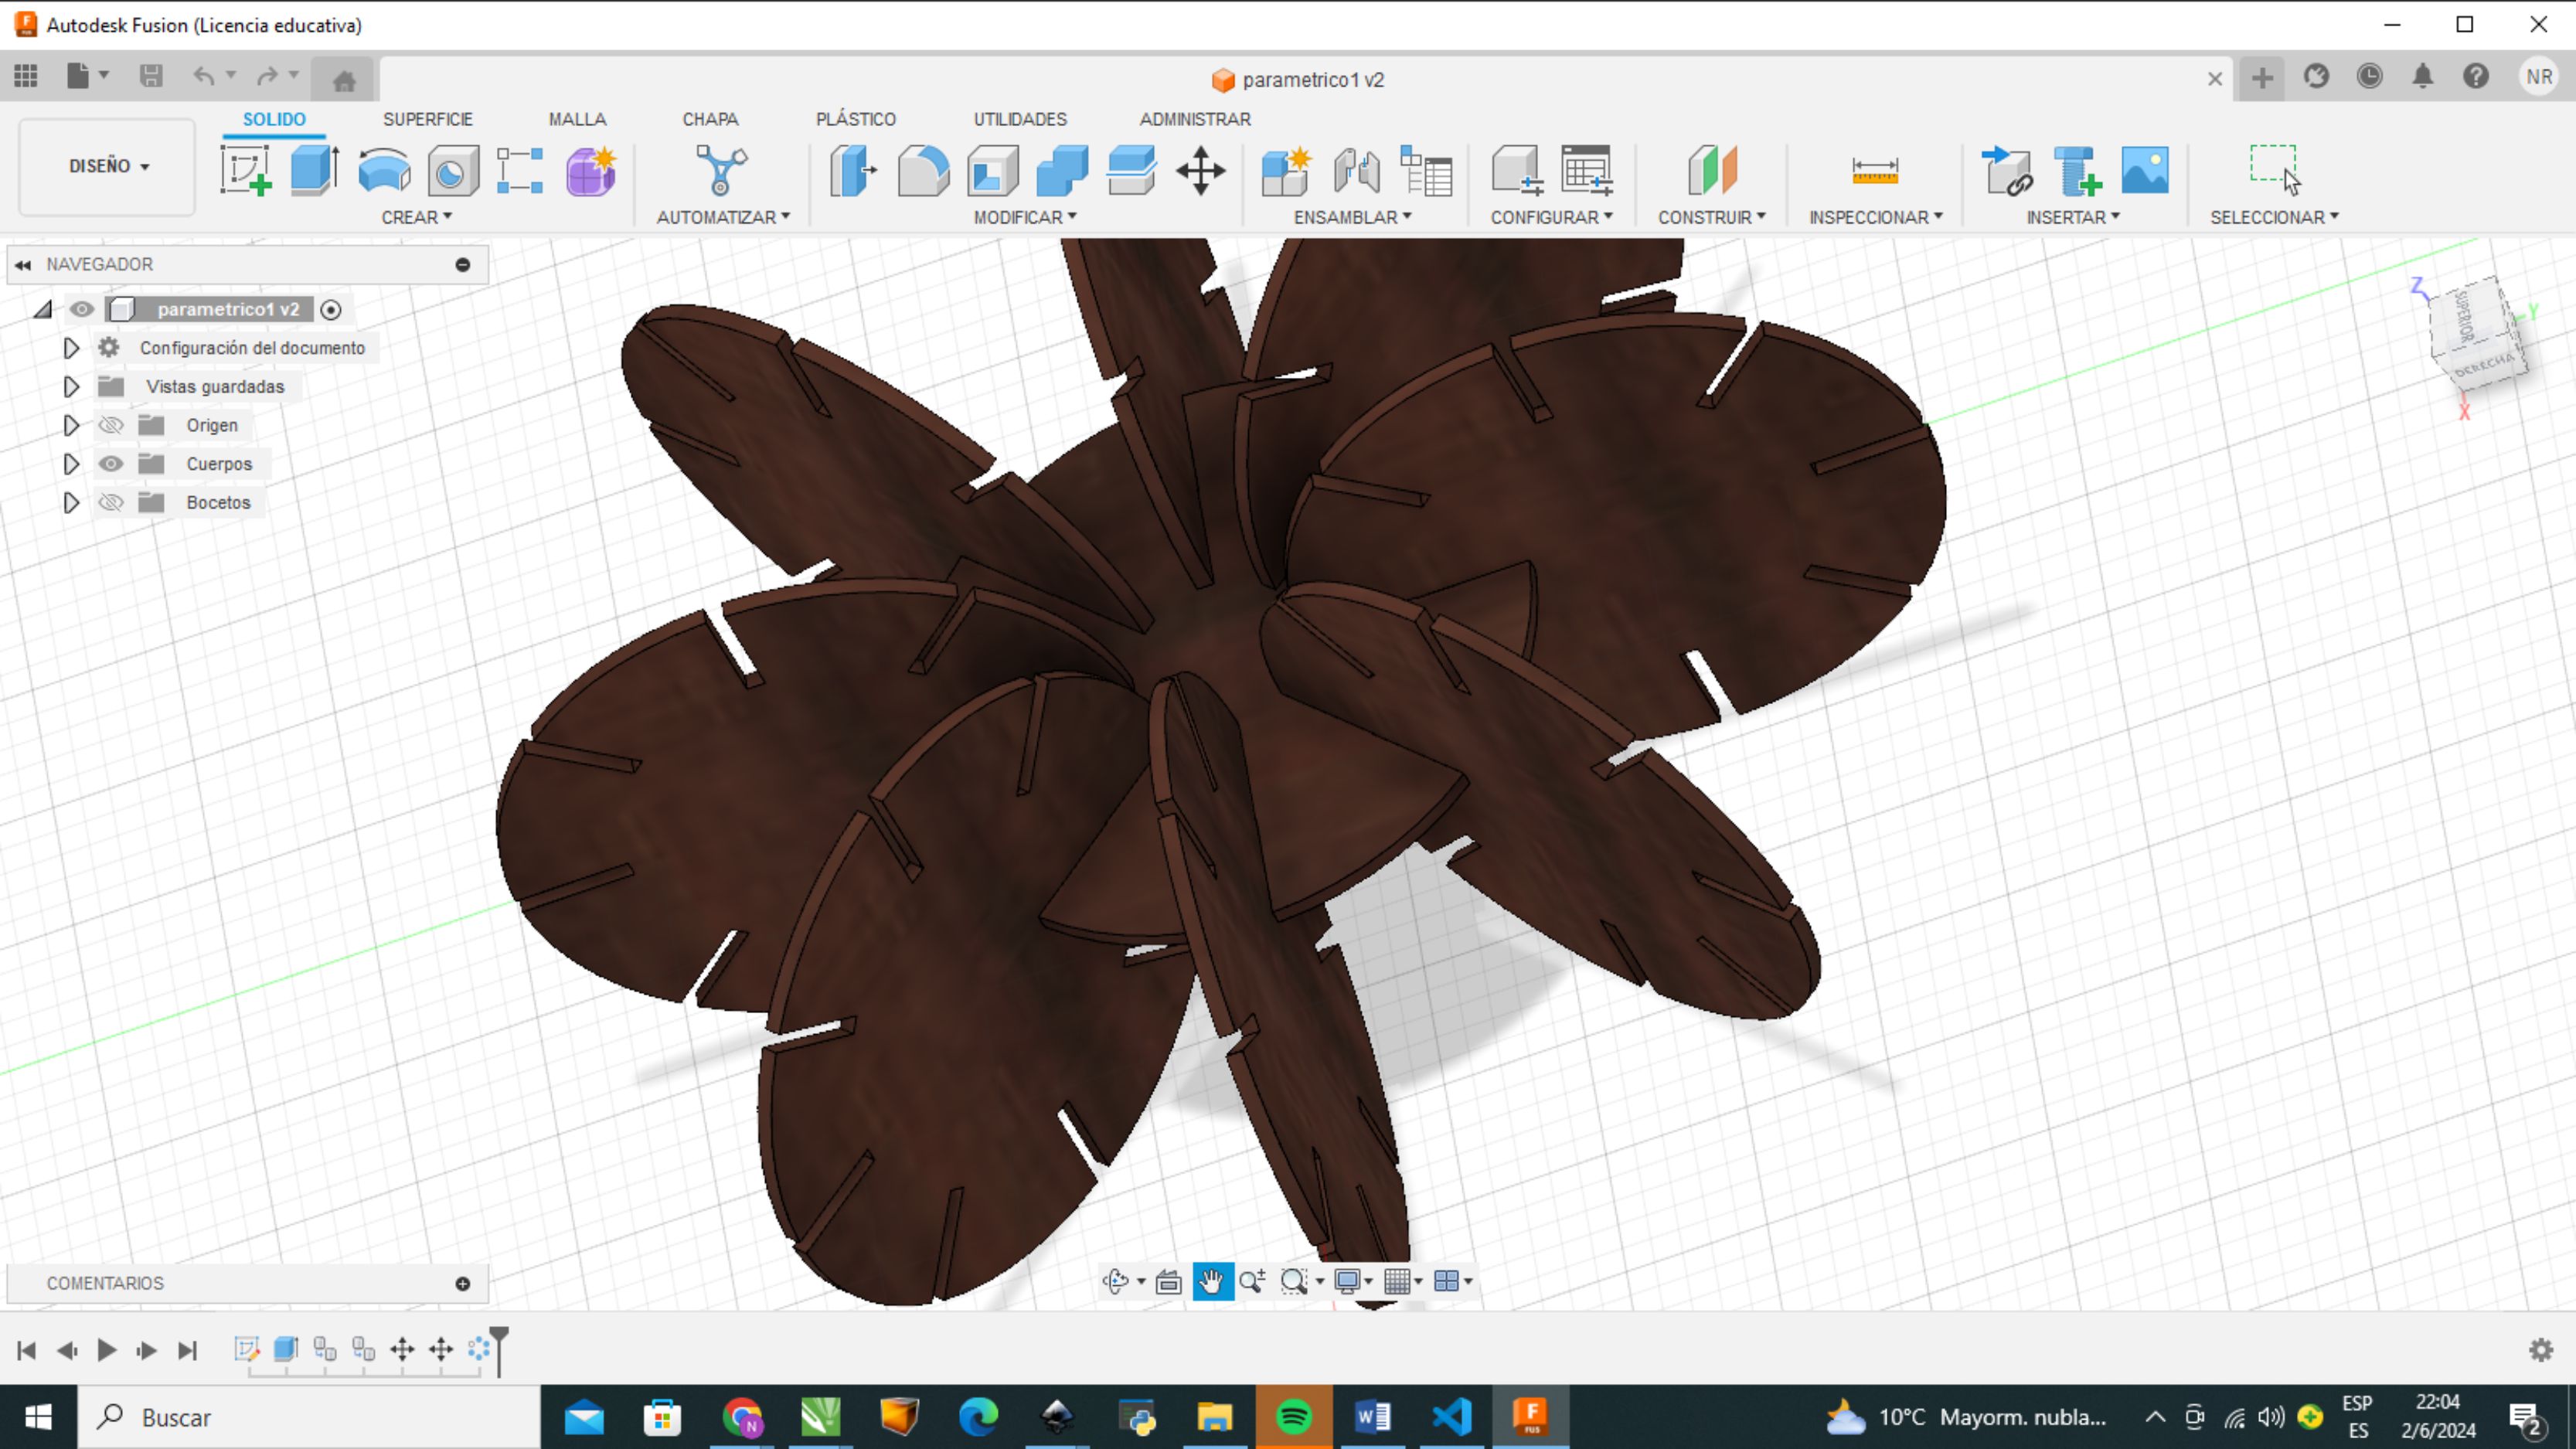 Autodesk Fusion (Licencia educativa)
parametrico1 v2
NR
SOLIDO SUPERFICIE MALLA CHAPA PLÁSTICO UTILIDADES ADMINISTRAR
DISEÑO
CREAR AUTOMATIZAR MODIFICAR ENSAMBLAR CONFIGURAR CONSTRUIR INSPECCIONAR INSERTAR SELECCIONAR
NAVEGADOR
parametrico1 v2
Configuración del documento
Vistas guardadas
Origen
Cuerpos
Bocetos
Z
SUPERIOR
Y
DERECHA
X
COMENTARIOS
Buscar
N
W
F
FUS
10°C Mayorm. nubla...
ESP
ES
22:04
2/6/2024
2